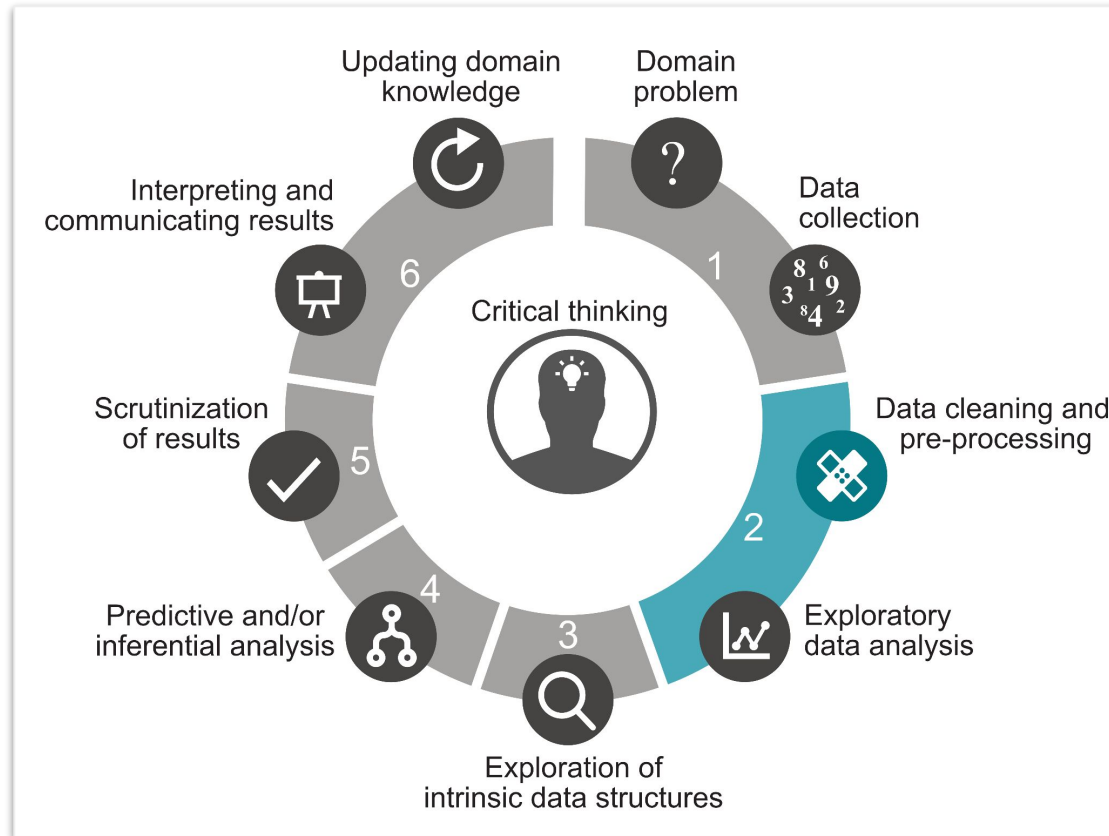 Domain
problem
?
Data
collection
8 6
3 1 9
8 4 2
1
Data cleaning and
pre-processing
2
Exploratory
data analysis
3
Exploration of
intrinsic data structures
4
Predictive and/or
inferential analysis
5
Scrutinization
of results
6
Interpreting and
communicating results
Updating domain
knowledge
Critical thinking